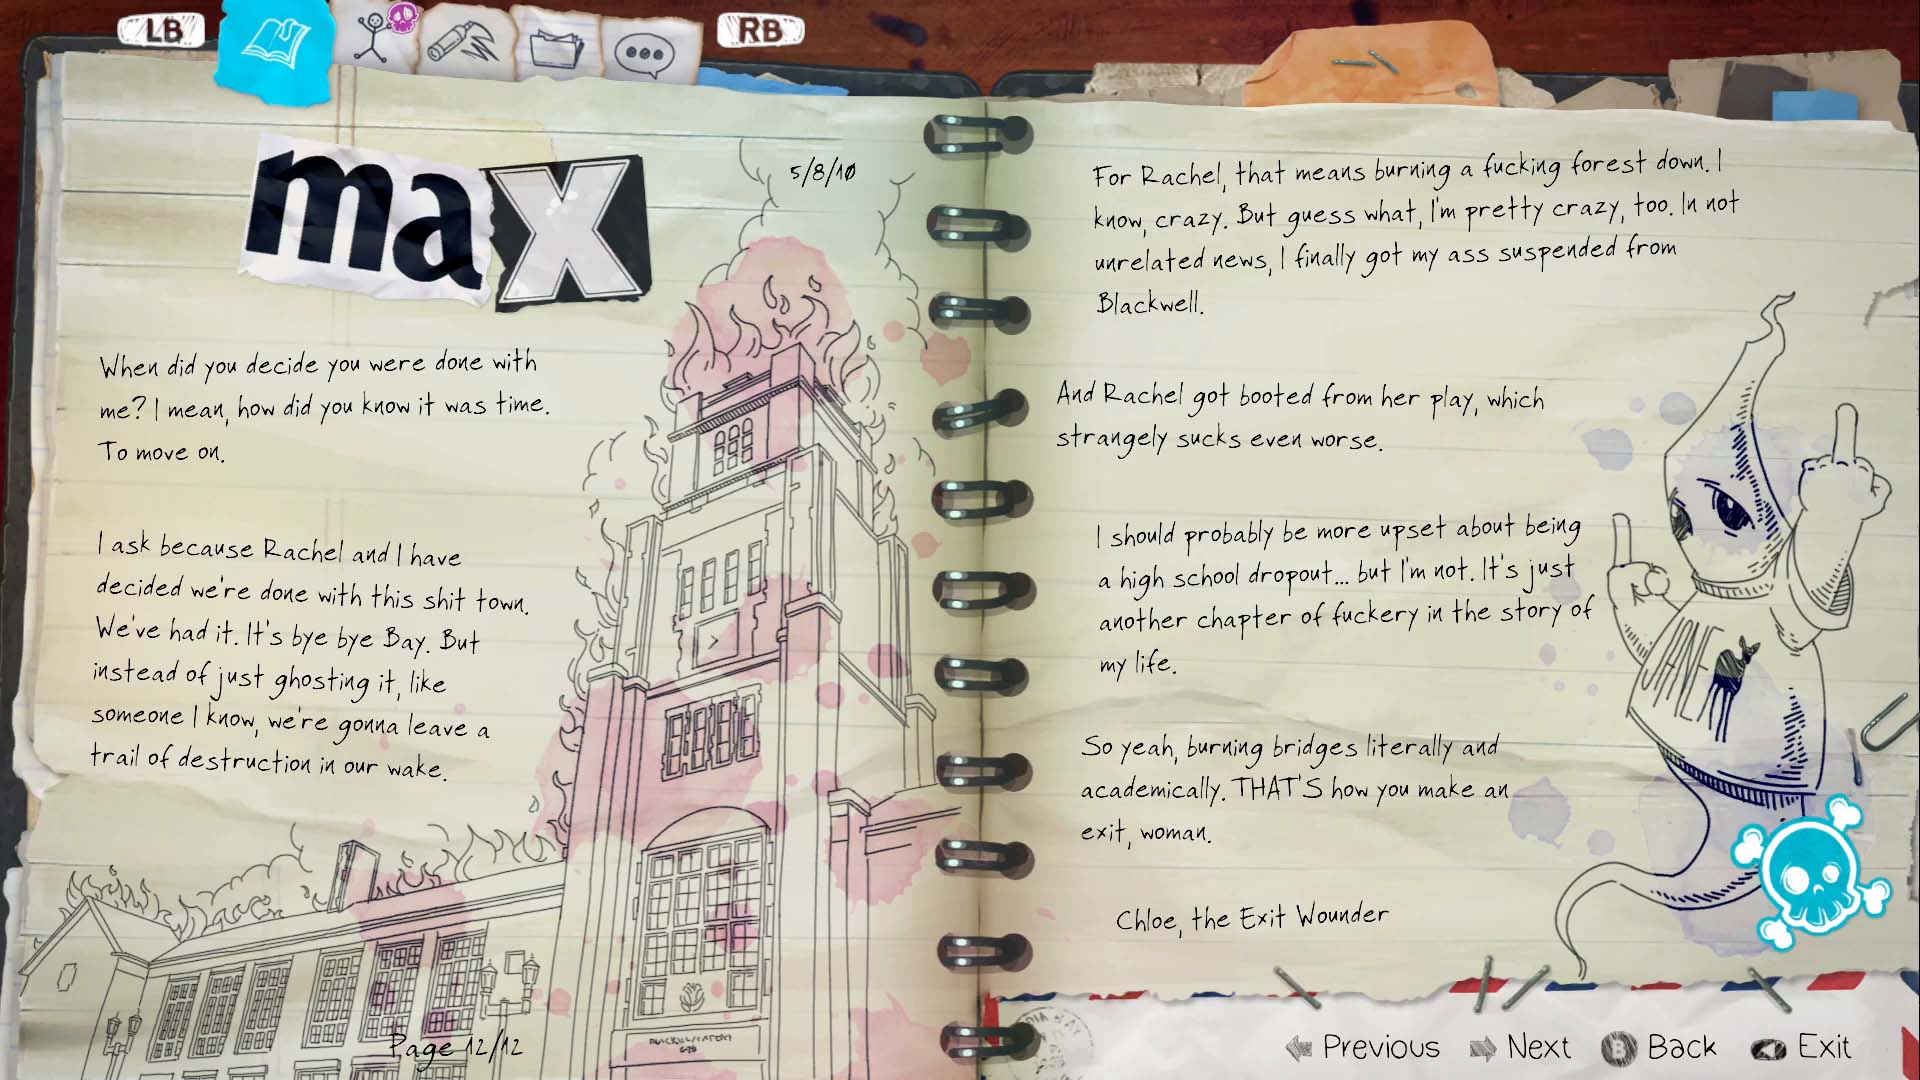 LB
RB
max
5/8/10
When did you decide you were done with
me? I mean, how did you know it was time.
To move on.
I ask because Rachel and I have
decided we're done with this shit town.
We've had it. It's bye bye Bay. But
instead of just ghosting it, like
someone I know, we're gonna leave a
trail of destruction in our wake.
Page 12/12
For Rachel, that means burning a fucking forest down. I
know, crazy. But guess what, I'm pretty crazy, too. In not
unrelated news, I finally got my ass suspended from
Blackwell.
And Rachel got booted from her play, which
strangely sucks even worse.
I should probably be more upset about being
a high school dropout... but I'm not. It's just
another chapter of fuckery in the story of
my life.
So yeah, burning bridges literally and
academically. THAT'S how you make an
exit, woman.
Chloe, the Exit Wounder
JANE
Previous
Next
B
Back
Exit